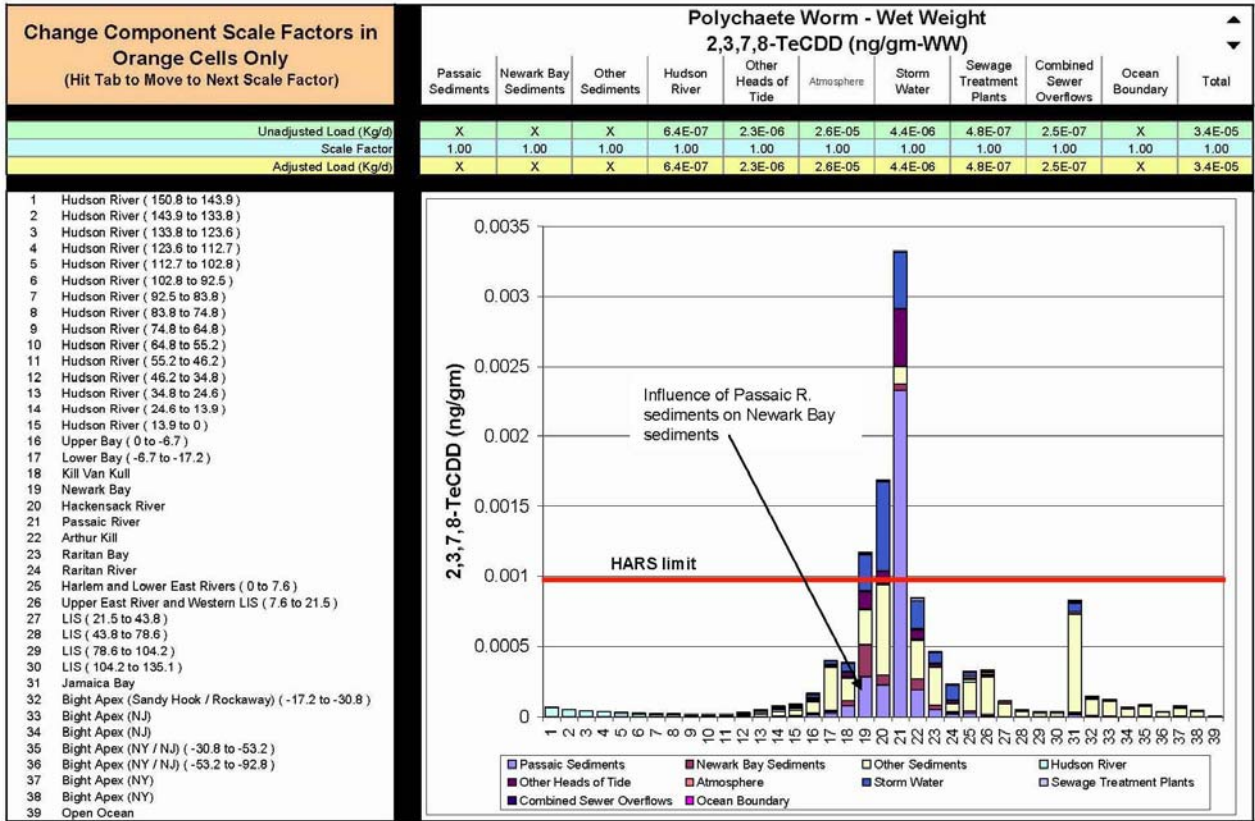 Change Component Scale Factors in
Orange Cells Only
(Hit Tab to Move to Next Scale Factor)
Polychaete Worm - Wet Weight
2,3,7,8-TeCDD (ng/gm-WW)
Passaic Sediments Newark Bay Sediments Other Sediments Hudson River Other Heads of Tide Atmosphere Storm Water Sewage Treatment Plants Combined Sewer Overflows Ocean Boundary Total
Unadjusted Load (Kg/d) X X X 6.4E-07 2.3E-06 2.6E-05 4.4E-06 4.8E-07 2.5E-07 X 3.4E-05
Scale Factor 1.00 1.00 1.00 1.00 1.00 1.00 1.00 1.00 1.00 1.00 1.00
Adjusted Load (Kg/d) X X X 6.4E-07 2.3E-06 2.6E-05 4.4E-06 4.8E-07 2.5E-07 X 3.4E-05
1 Hudson River ( 150.8 to 143.9 )
2 Hudson River ( 143.9 to 133.8 )
3 Hudson River ( 133.8 to 123.6 )
4 Hudson River ( 123.6 to 112.7 )
5 Hudson River ( 112.7 to 102.8 )
6 Hudson River ( 102.8 to 92.5 )
7 Hudson River ( 92.5 to 83.8 )
8 Hudson River ( 83.8 to 74.8 )
9 Hudson River ( 74.8 to 64.8 )
10 Hudson River ( 64.8 to 55.2 )
11 Hudson River ( 55.2 to 46.2 )
12 Hudson River ( 46.2 to 34.8 )
13 Hudson River ( 34.8 to 24.6 )
14 Hudson River ( 24.6 to 13.9 )
15 Hudson River ( 13.9 to 0 )
16 Upper Bay ( 0 to -6.7 )
17 Lower Bay ( -6.7 to -17.2 )
18 Kill Van Kull
19 Newark Bay
20 Hackensack River
21 Passaic River
22 Arthur Kill
23 Raritan Bay
24 Raritan River
25 Harlem and Lower East Rivers ( 0 to 7.6 )
26 Upper East River and Western LIS ( 7.6 to 21.5 )
27 LIS ( 21.5 to 43.8 )
28 LIS ( 43.8 to 78.6 )
29 LIS ( 78.6 to 104.2 )
30 LIS ( 104.2 to 135.1 )
31 Jamaica Bay
32 Bight Apex (Sandy Hook / Rockaway) ( -17.2 to -30.8 )
33 Bight Apex (NJ)
34 Bight Apex (NJ)
35 Bight Apex (NY / NJ) ( -30.8 to -53.2 )
36 Bight Apex (NY / NJ) ( -53.2 to -92.8 )
37 Bight Apex (NY)
38 Bight Apex (NY)
39 Open Ocean
2,3,7,8-TeCDD (ng/gm)
0.0035
0.003
0.0025
0.002
0.0015
0.001
0.0005
0
Influence of Passaic R.
sediments on Newark Bay
sediments
HARS limit
1 2 3 4 5 6 7 8 9 10 11 12 13 14 15 16 17 18 19 20 21 22 23 24 25 26 27 28 29 30 31 32 33 34 35 36 37 38 39
Passaic Sediments Newark Bay Sediments Other Sediments Hudson River
Other Heads of Tide Atmosphere Storm Water Sewage Treatment Plants
Combined Sewer Overflows Ocean Boundary